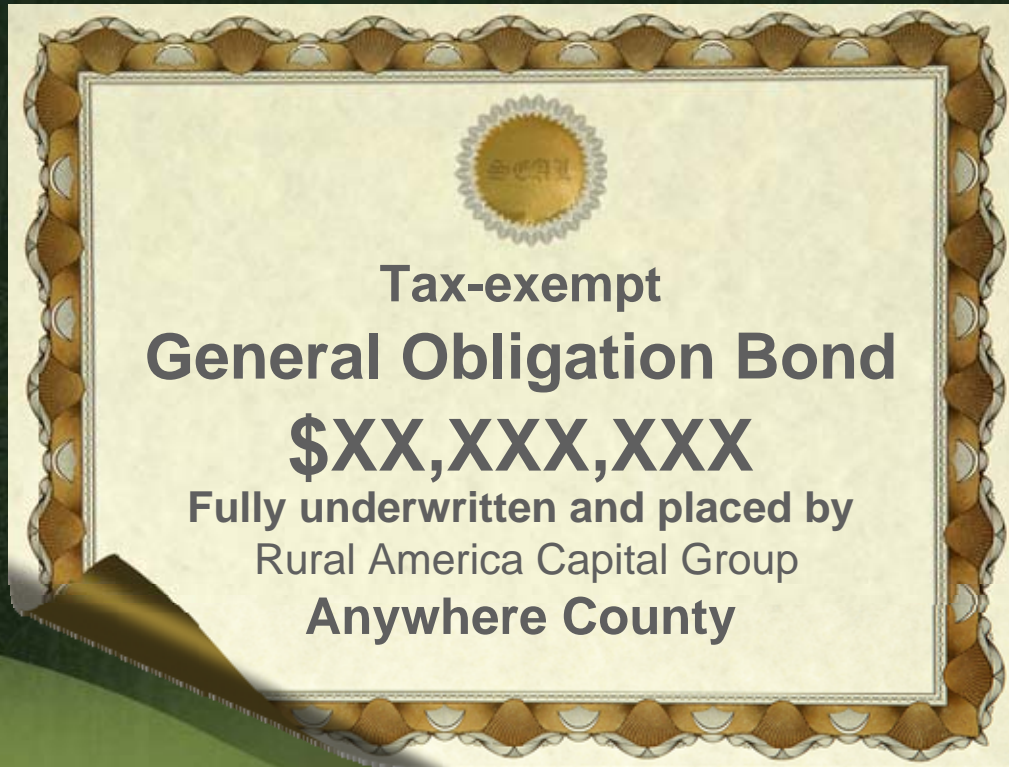 SEAL
Tax-exempt
General Obligation Bond
$XX,XXX,XXX
Fully underwritten and placed by
Rural America Capital Group
Anywhere County